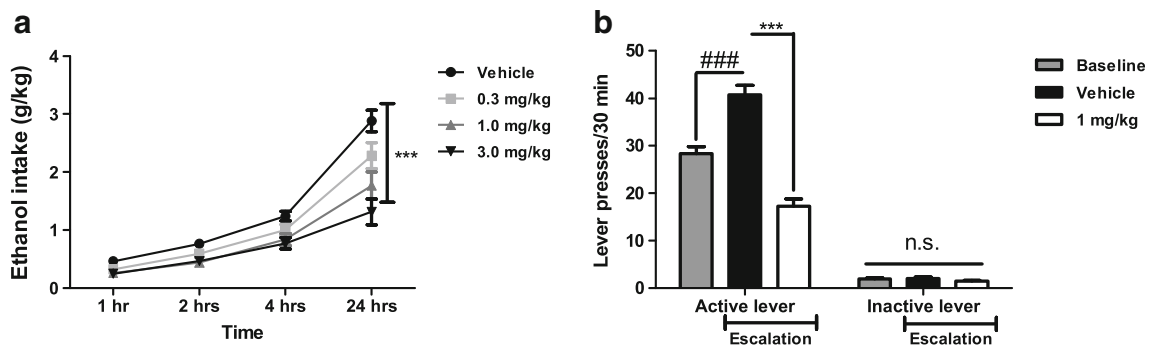 a
Ethanol intake (g/kg)
4
3
2
1
0
1 hr 2 hrs 4 hrs 24 hrs
Time
***
Vehicle
0.3 mg/kg
1.0 mg/kg
3.0 mg/kg
b
Lever presses/30 min
50
40
30
20
10
0
###
***
n.s.
Active lever Inactive lever
Escalation Escalation
Baseline
Vehicle
1 mg/kg